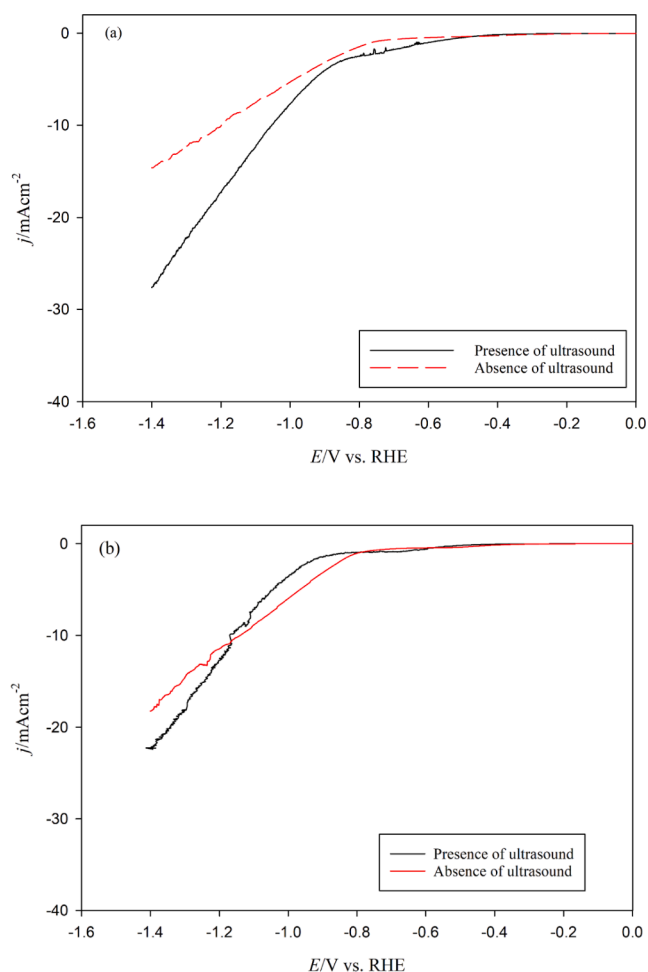 (a)
0
-10
-20
-30
-40
j/mAcm⁻²
Presence of ultrasound
Absence of ultrasound
-1.6 -1.4 -1.2 -1.0 -0.8 -0.6 -0.4 -0.2 0.0
E/V vs. RHE
(b)
0
-10
-20
-30
-40
j/mAcm⁻²
Presence of ultrasound
Absence of ultrasound
-1.6 -1.4 -1.2 -1.0 -0.8 -0.6 -0.4 -0.2 0.0
E/V vs. RHE